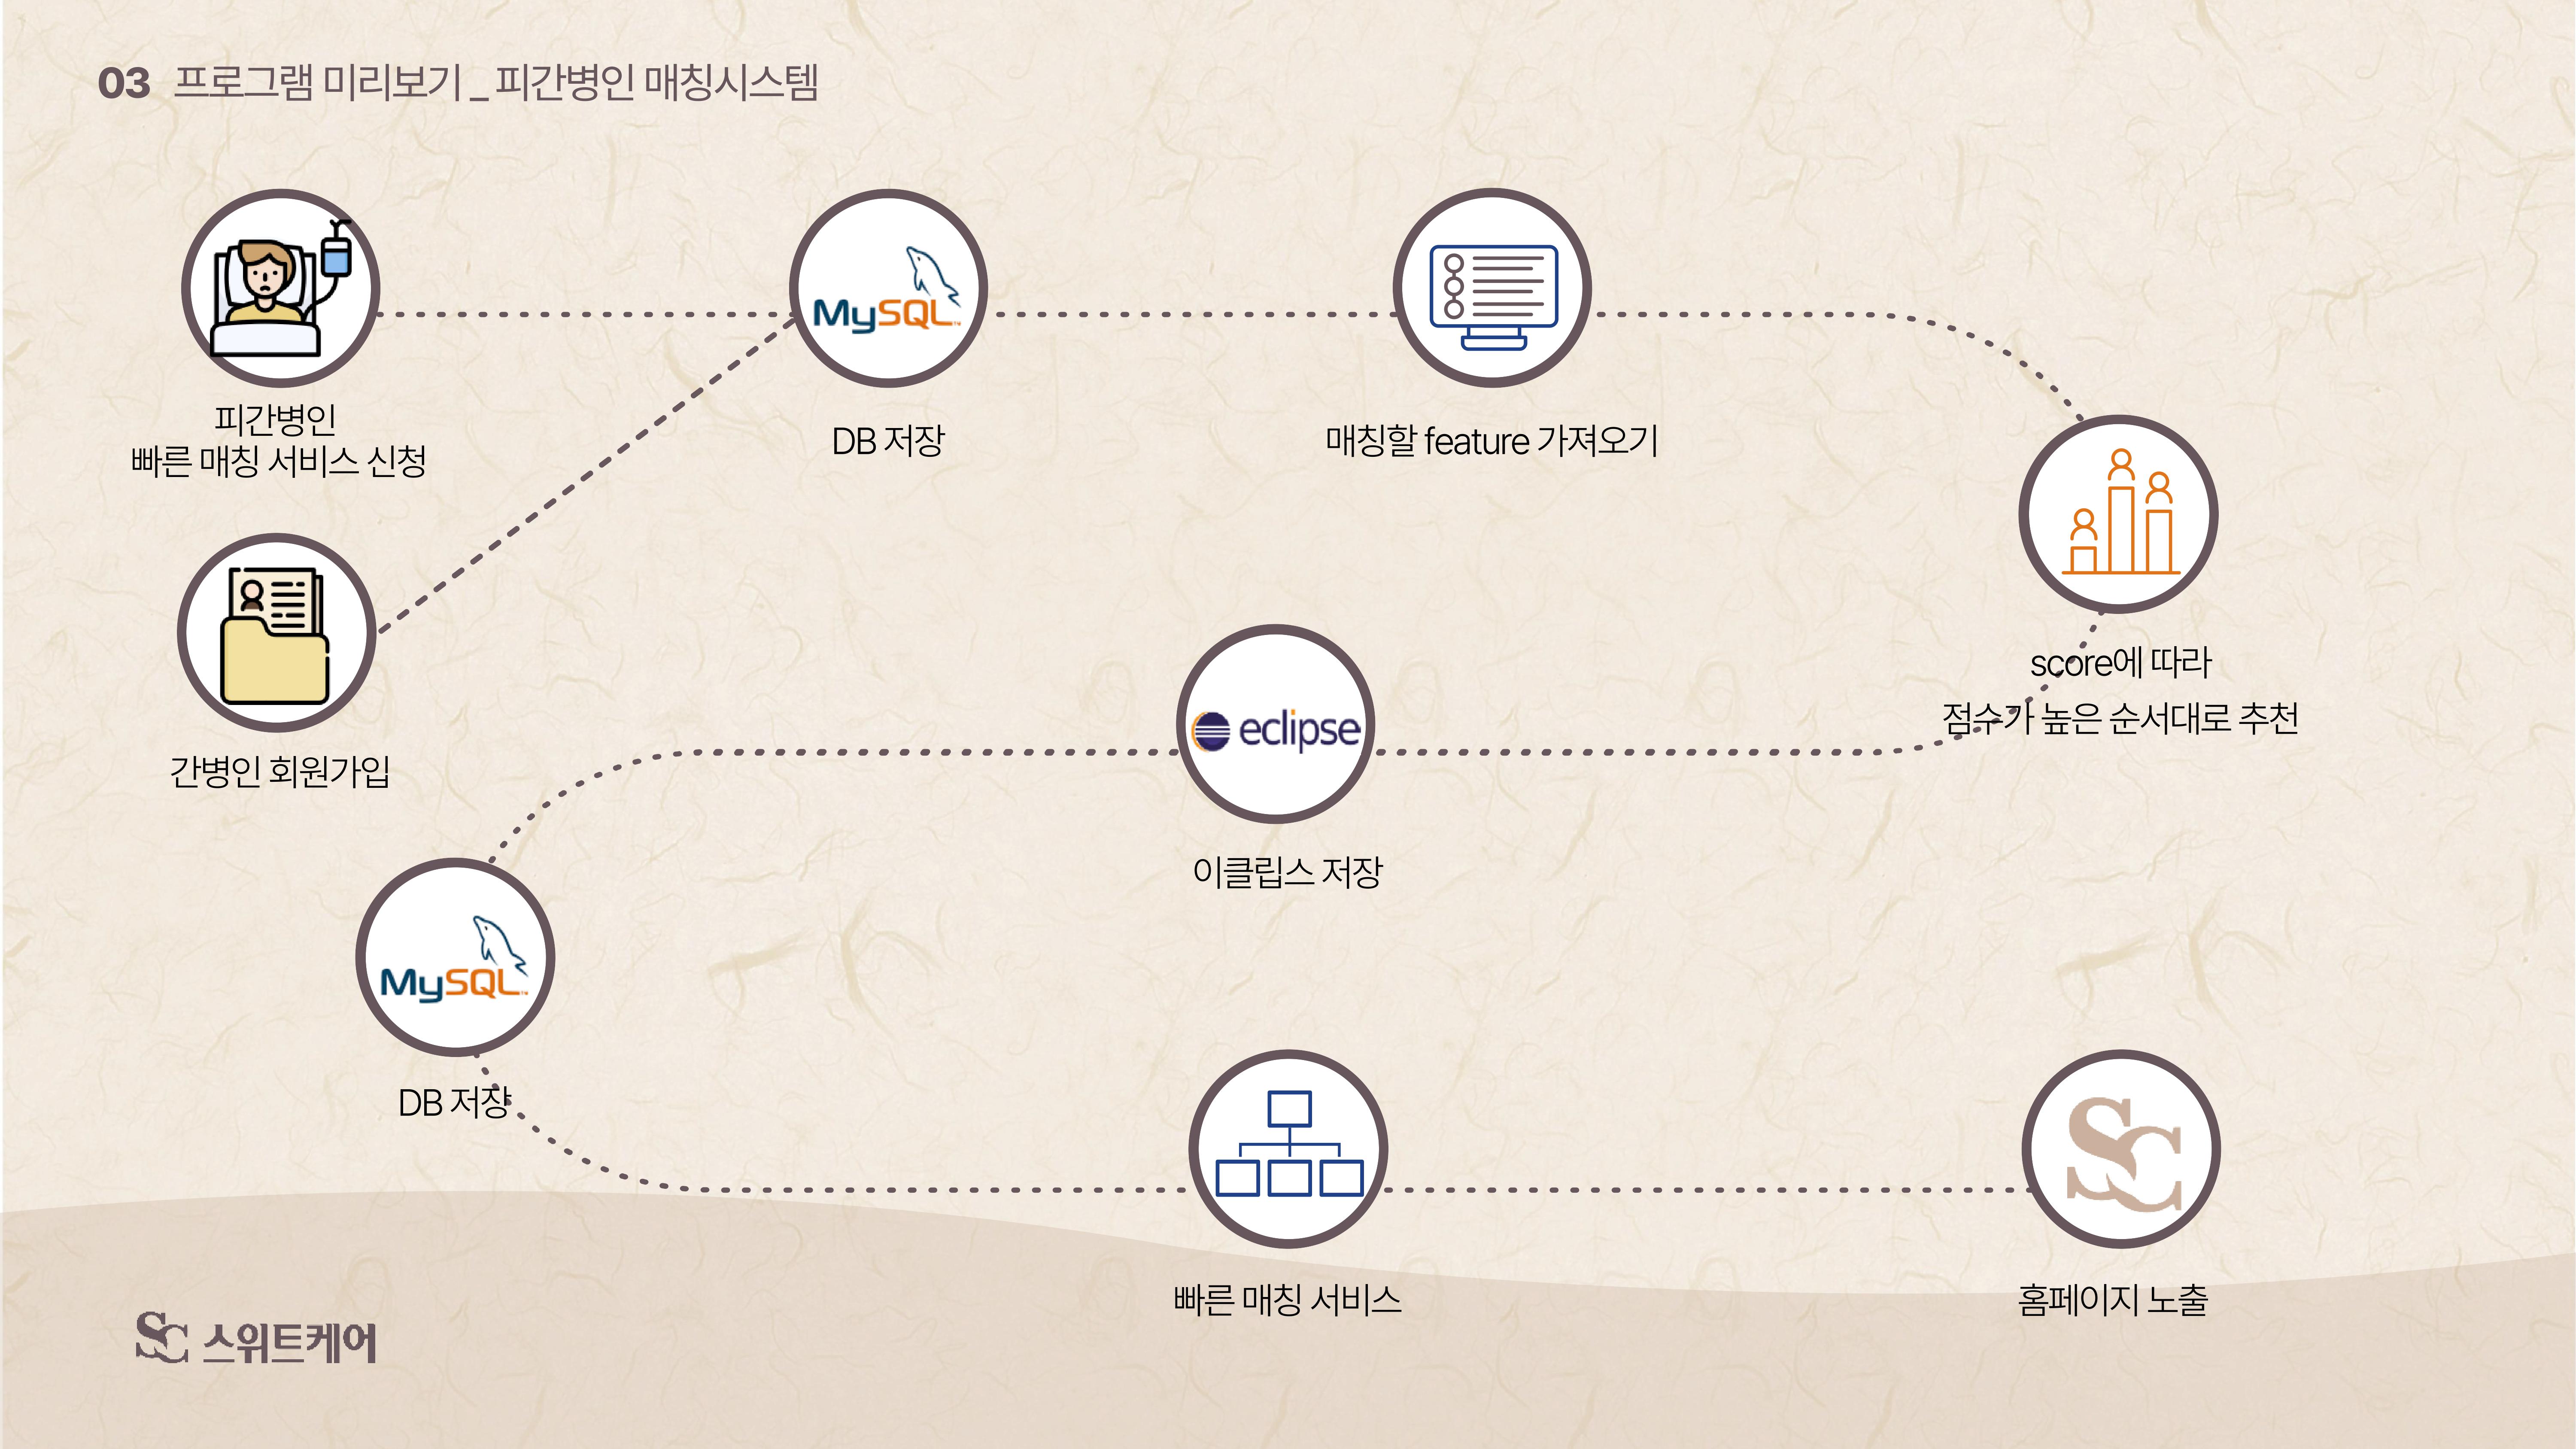 03 프로그램 미리보기 _ 피간병인 매칭시스템
MySQL™
피간병인
빠른 매칭 서비스 신청
DB 저장
매칭할 feature 가져오기
간병인 회원가입
score에 따라
점수가 높은 순서대로 추천
eclipse
이클립스 저장
MySQL™
DB 저장
SC
빠른 매칭 서비스
홈페이지 노출
SC 스위트케어